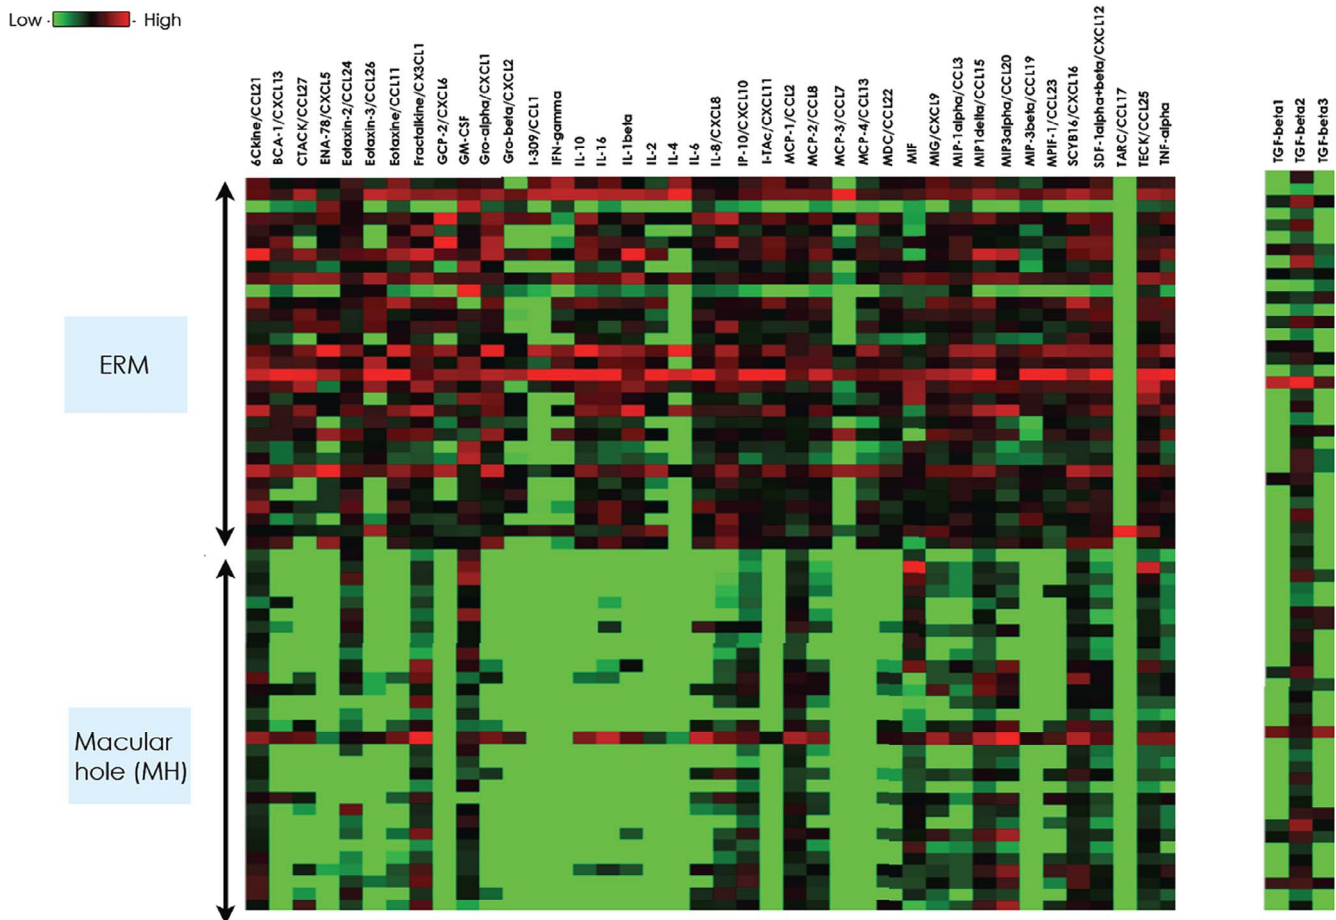 Low - - High
6Ckine/CCL21
BCA-1/CXCL13
CTACK/CCL27
ENA-78/CXCL5
Eotaxin-2/CCL24
Eotaxin-3/CCL26
Eotaxine/CCL11
Fractalkine/CX3CL1
GCP-2/CXCL6
GM-CSF
Gro-alpha/CXCL1
Gro-beta/CXCL2
I-309/CCL1
IFN-gamma
IL-10
IL-16
IL-1beta
IL-2
IL-4
IL-6
IL-8/CXCL8
IP-10/CXCL10
I-TAc/CXCL11
MCP-1/CCL2
MCP-2/CCL8
MCP-3/CCL7
MCP-4/CCL13
MDC/CCL22
MIF
MIG/CXCL9
MIP-1alpha/CCL3
MIP1delta/CCL15
MIP3alpha/CCL20
MIP-3beta/CCL19
MPIF-1/CCL23
SCYB16/CXCL16
SDF-1alpha+beta/CXCL12
TARC/CCL17
TECK/CCL25
TNF-alpha
TGF-beta1
TGF-beta2
TGF-beta3
ERM
Macular
hole (MH)